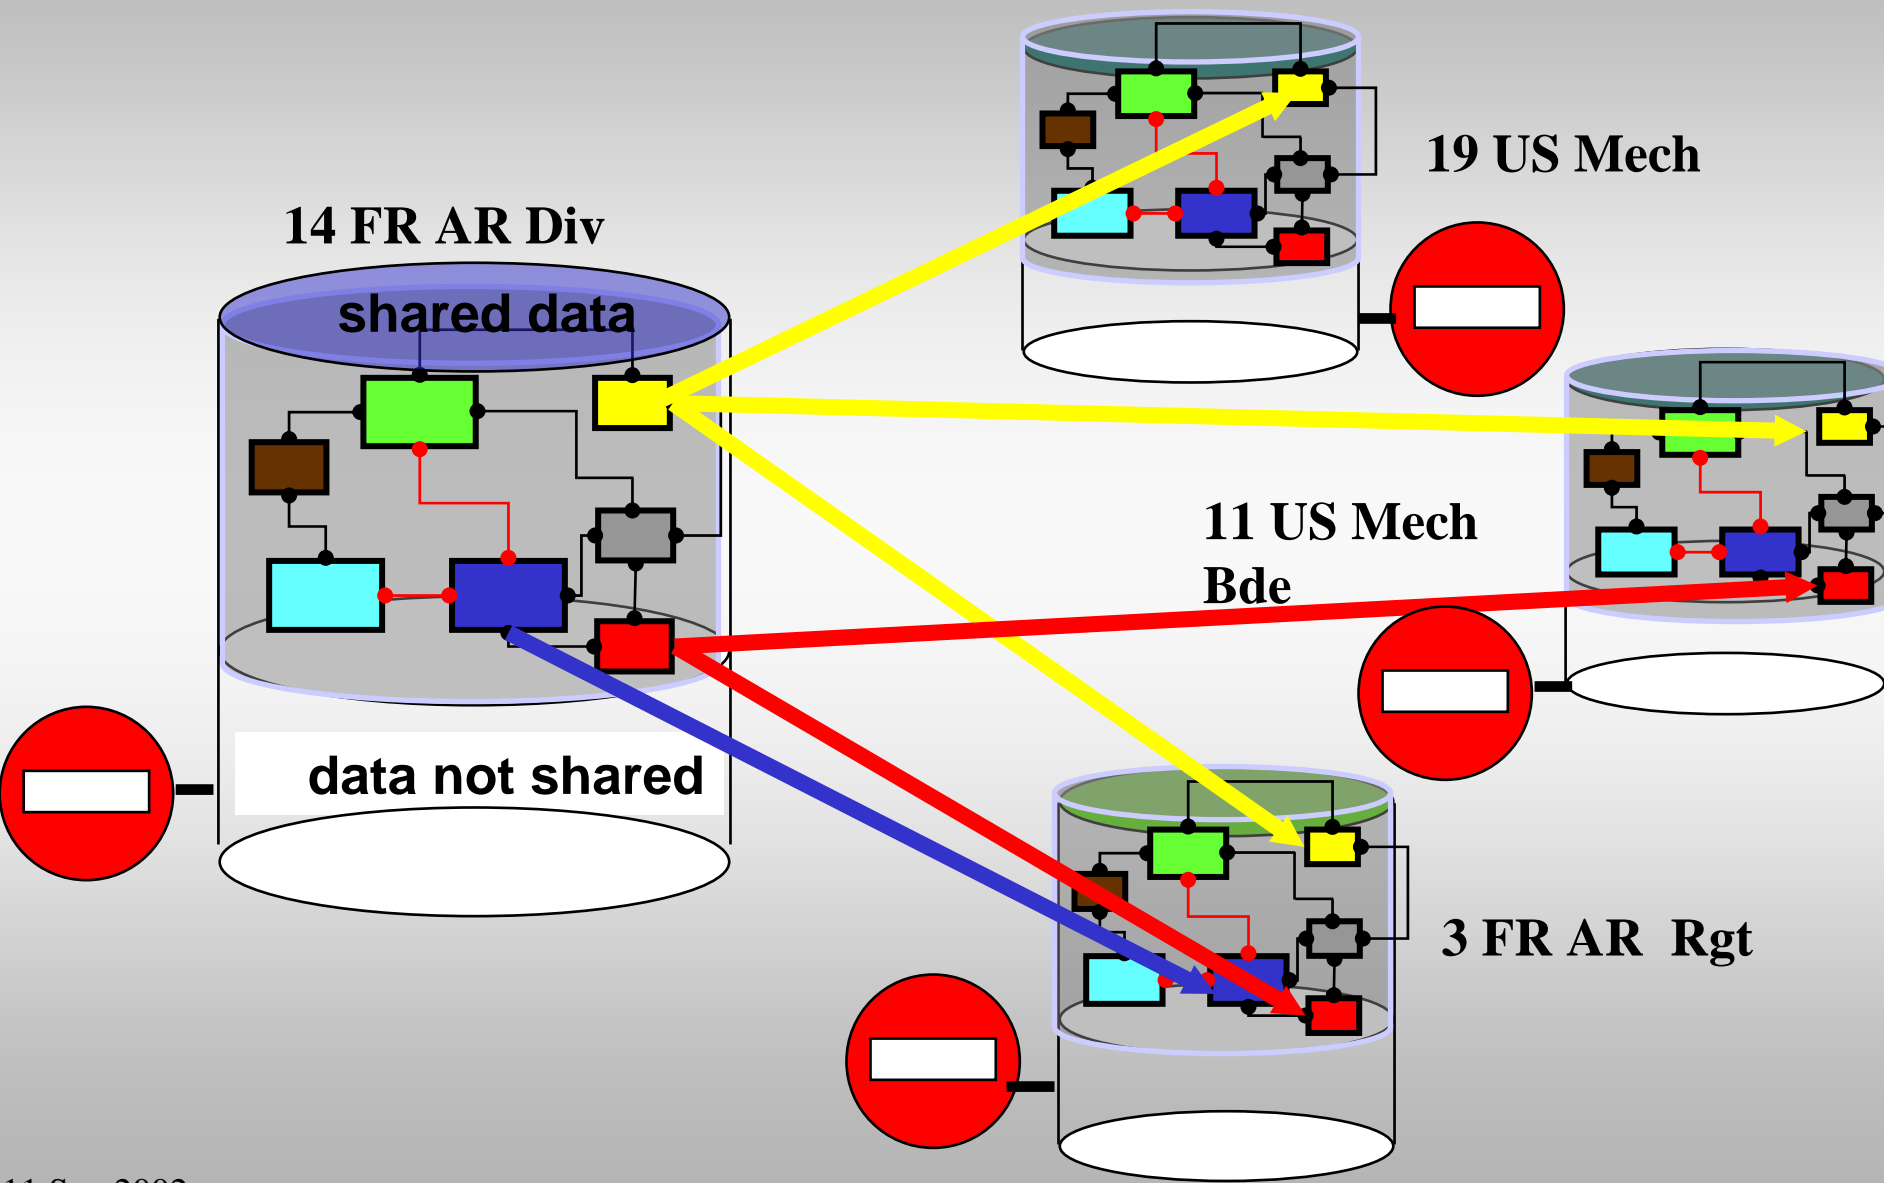 19 US Mech
14 FR AR Div
shared data
11 US Mech
Bde
data not shared
3 FR AR Rgt
2002